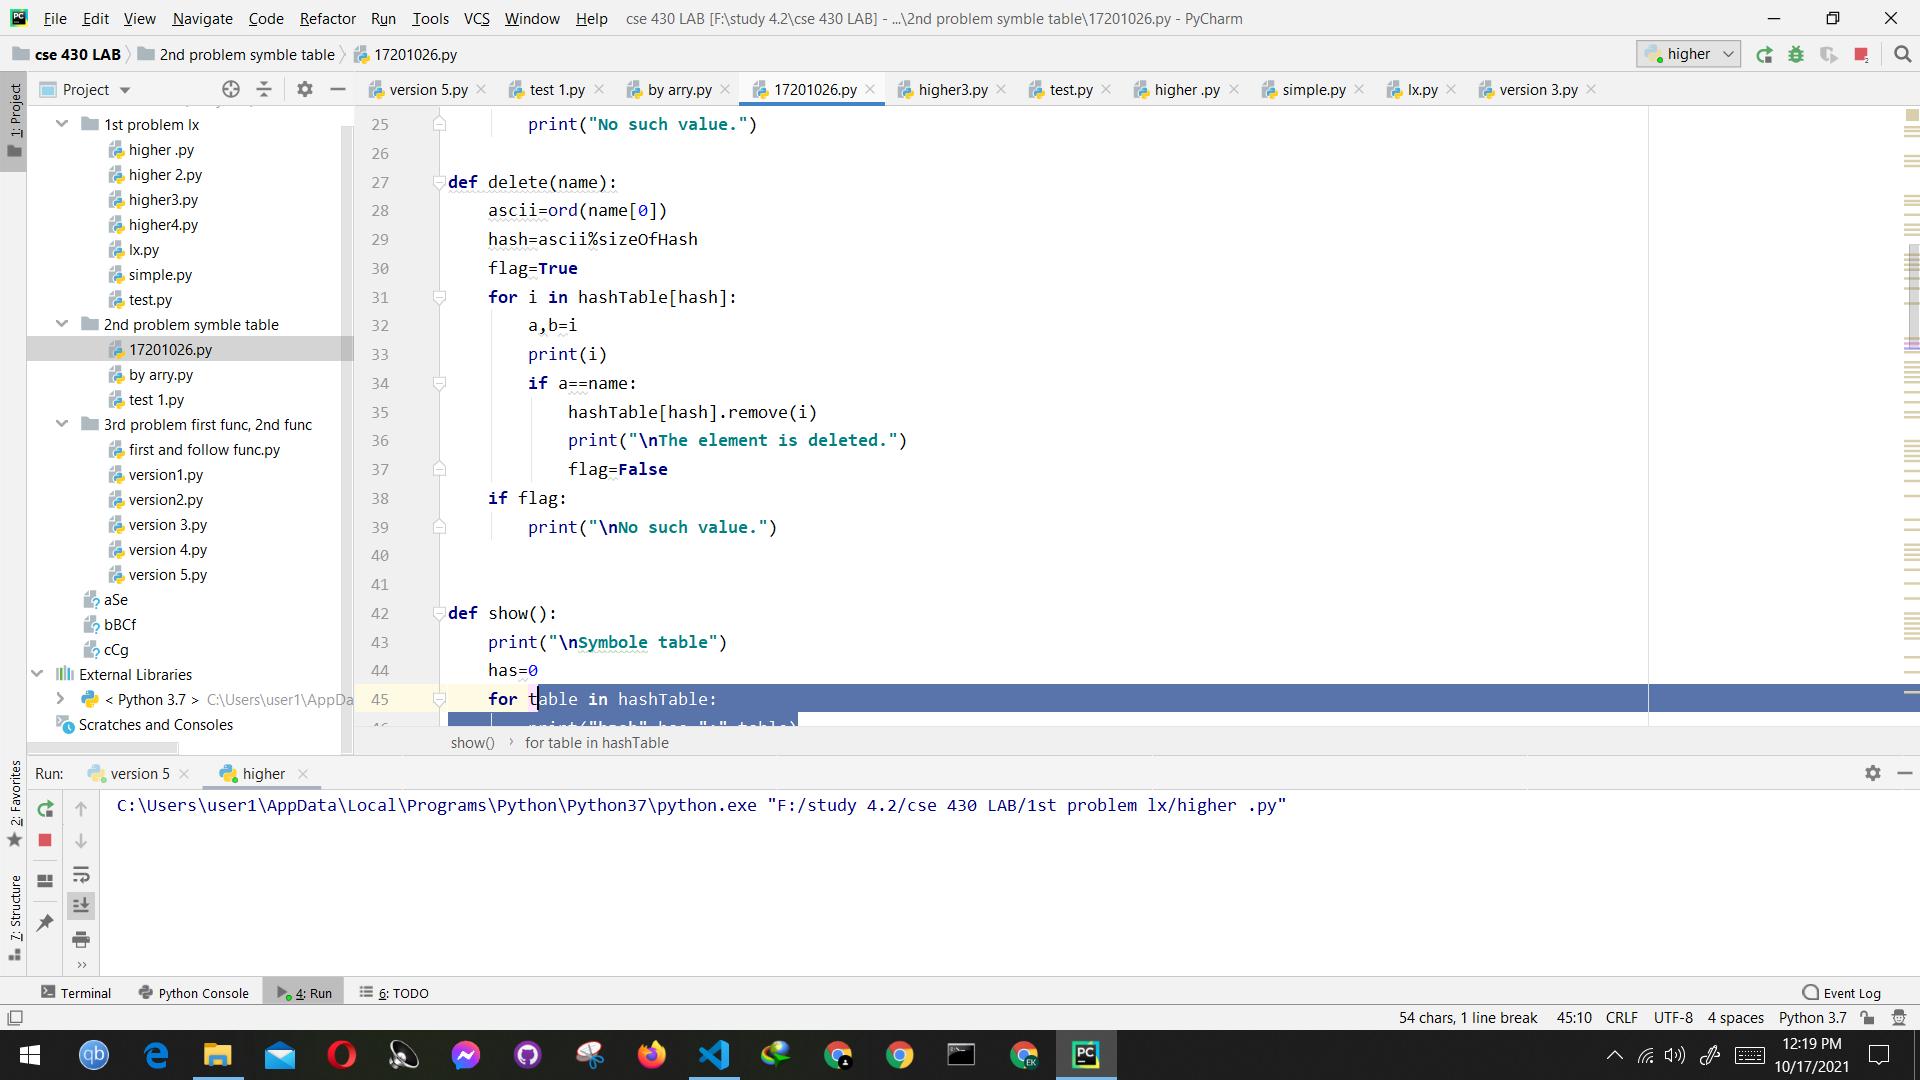 File Edit View Navigate Code Refactor Run Tools VCS Window Help cse 430 LAB [F:\study 4.2\cse 430 LAB] - ...\2nd problem symble table\17201026.py - PyCharm
cse 430 LAB 2nd problem symble table 17201026.py higher
Project version 5.py test 1.py by arry.py 17201026.py higher3.py test.py higher .py simple.py lx.py version 3.py
1: Project
1st problem lx
higher .py
higher 2.py
higher3.py
higher4.py
lx.py
simple.py
test.py
2nd problem symble table
17201026.py
by arry.py
test 1.py
3rd problem first func, 2nd func
first and follow func.py
version1.py
version2.py
version 3.py
version 4.py
version 5.py
aSe
bBCf
cCg
External Libraries
< Python 3.7 > C:\Users\user1\AppDa
Scratches and Consoles
25 print("No such value.")
26
27 def delete(name):
28 ascii=ord(name[0])
29 hash=ascii%sizeOfHash
30 flag=True
31 for i in hashTable[hash]:
32 a,b=i
33 print(i)
34 if a==name:
35 hashTable[hash].remove(i)
36 print("\nThe element is deleted.")
37 flag=False
38 if flag:
39 print("\nNo such value.")
40
41
42 def show():
43 print("\nSymbole table")
44 has=0
45 for table in hashTable:
show() for table in hashTable
Run: version 5 higher
C:\Users\user1\AppData\Local\Programs\Python\Python37\python.exe "F:/study 4.2/cse 430 LAB/1st problem lx/higher .py"
2: Favorites
7: Structure
Terminal Python Console 4: Run 6: TODO Event Log
54 chars, 1 line break 45:10 CRLF UTF-8 4 spaces Python 3.7
12:19 PM
10/17/2021